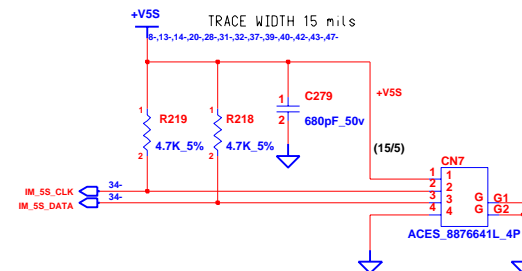 +V5S
TRACE WIDTH 15 mils
8-,13-,14-,20-,28-,31-,32-,37-,39-,40-,42-,43-,47-
1
R219
2
4.7K_5%
1
R218
2
4.7K_5%
1
C279
2
680pF_50v
+V5S
(15/5)
CN7
IM_5S_CLK
34-
IM_5S_DATA
34-
1 1
2 2
3 3
4 4
G G1
G G2
ACES_8876641L_4P